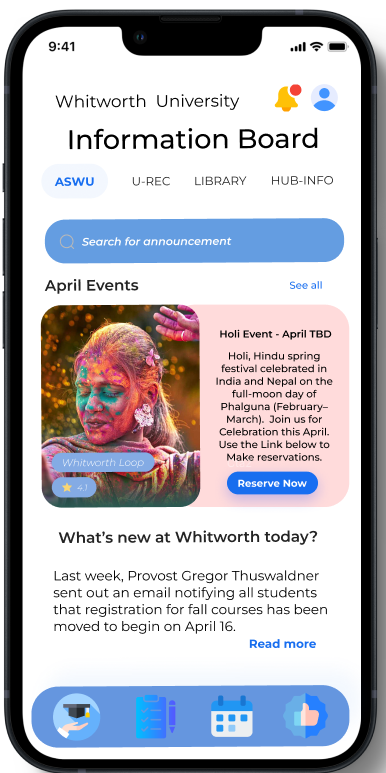 9:41
Whitworth University
Information Board
ASWU U-REC LIBRARY HUB-INFO
Search for announcement
April Events See all
Holi Event - April TBD
Holi, Hindu spring
festival celebrated in
India and Nepal on the
full-moon day of
Phalguna (February–
March). Join us for
Celebration this April.
Use the Link below to
Make reservations.
Whitworth Loop
4.1
Reserve Now
What’s new at Whitworth today?
Last week, Provost Gregor Thuswaldner
sent out an email notifying all students
that registration for fall courses has been
moved to begin on April 16.
Read more